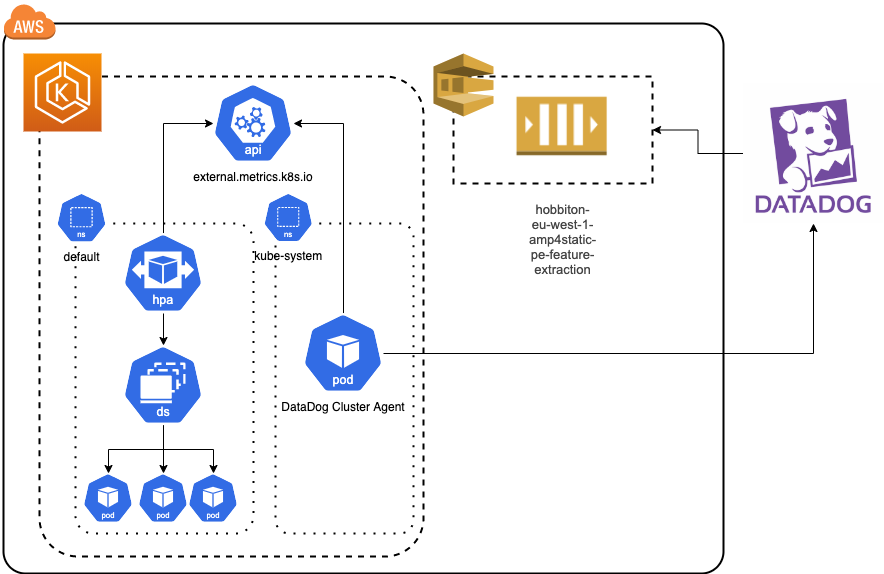 AWS
K
api
external.metrics.k8s.io
ns
default
ns
kube-system
hpa
ds
pod
pod
pod
pod
DataDog Cluster Agent
hobbiton-
eu-west-1-
amp4static-
pe-feature-
extraction
DATADOG